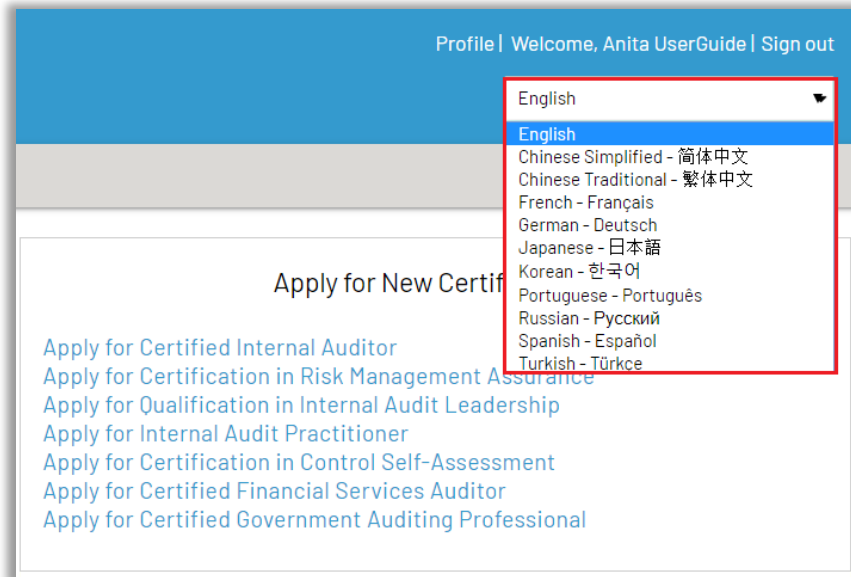 Profile | Welcome, Anita UserGuide | Sign out
English
English
Chinese Simplified - 简体中文
Chinese Traditional - 繁体中文
French - Français
German - Deutsch
Japanese - 日本語
Korean - 한국어
Portuguese - Português
Russian - Русский
Spanish - Español
Turkish - Türkçe
Apply for New Certif
Apply for Certified Internal Auditor
Apply for Certification in Risk Management Assurance
Apply for Qualification in Internal Audit Leadership
Apply for Internal Audit Practitioner
Apply for Certification in Control Self-Assessment
Apply for Certified Financial Services Auditor
Apply for Certified Government Auditing Professional